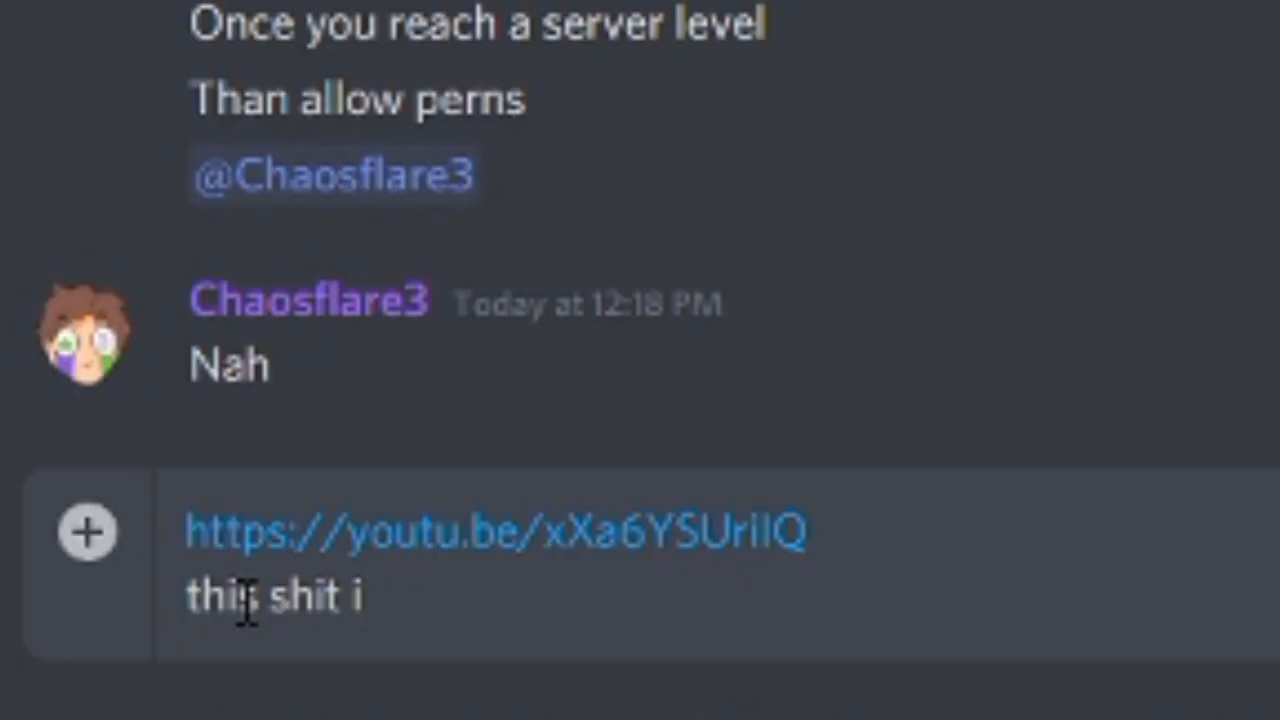 Once you reach a server level
Than allow perns
@Chaosflare3
Chaosflare3 Today at 12:18 PM
Nah
https://youtu.be/xXa6YSUriIQ
this shit i